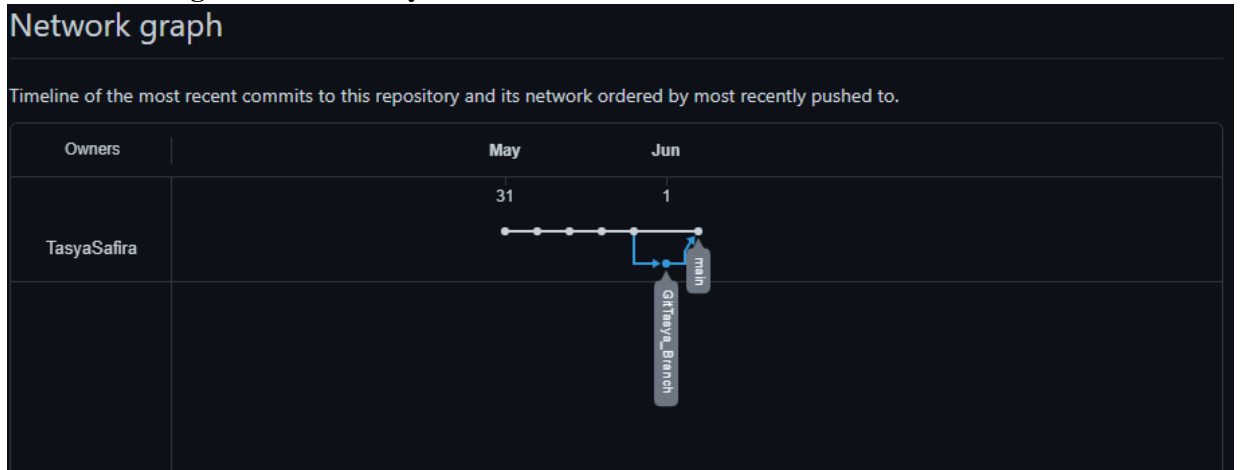 Network graph
Timeline of the most recent commits to this repository and its network ordered by most recently pushed to.
Owners
May
Jun
31
1
TasyaSafira
main
GitTasya_Branch